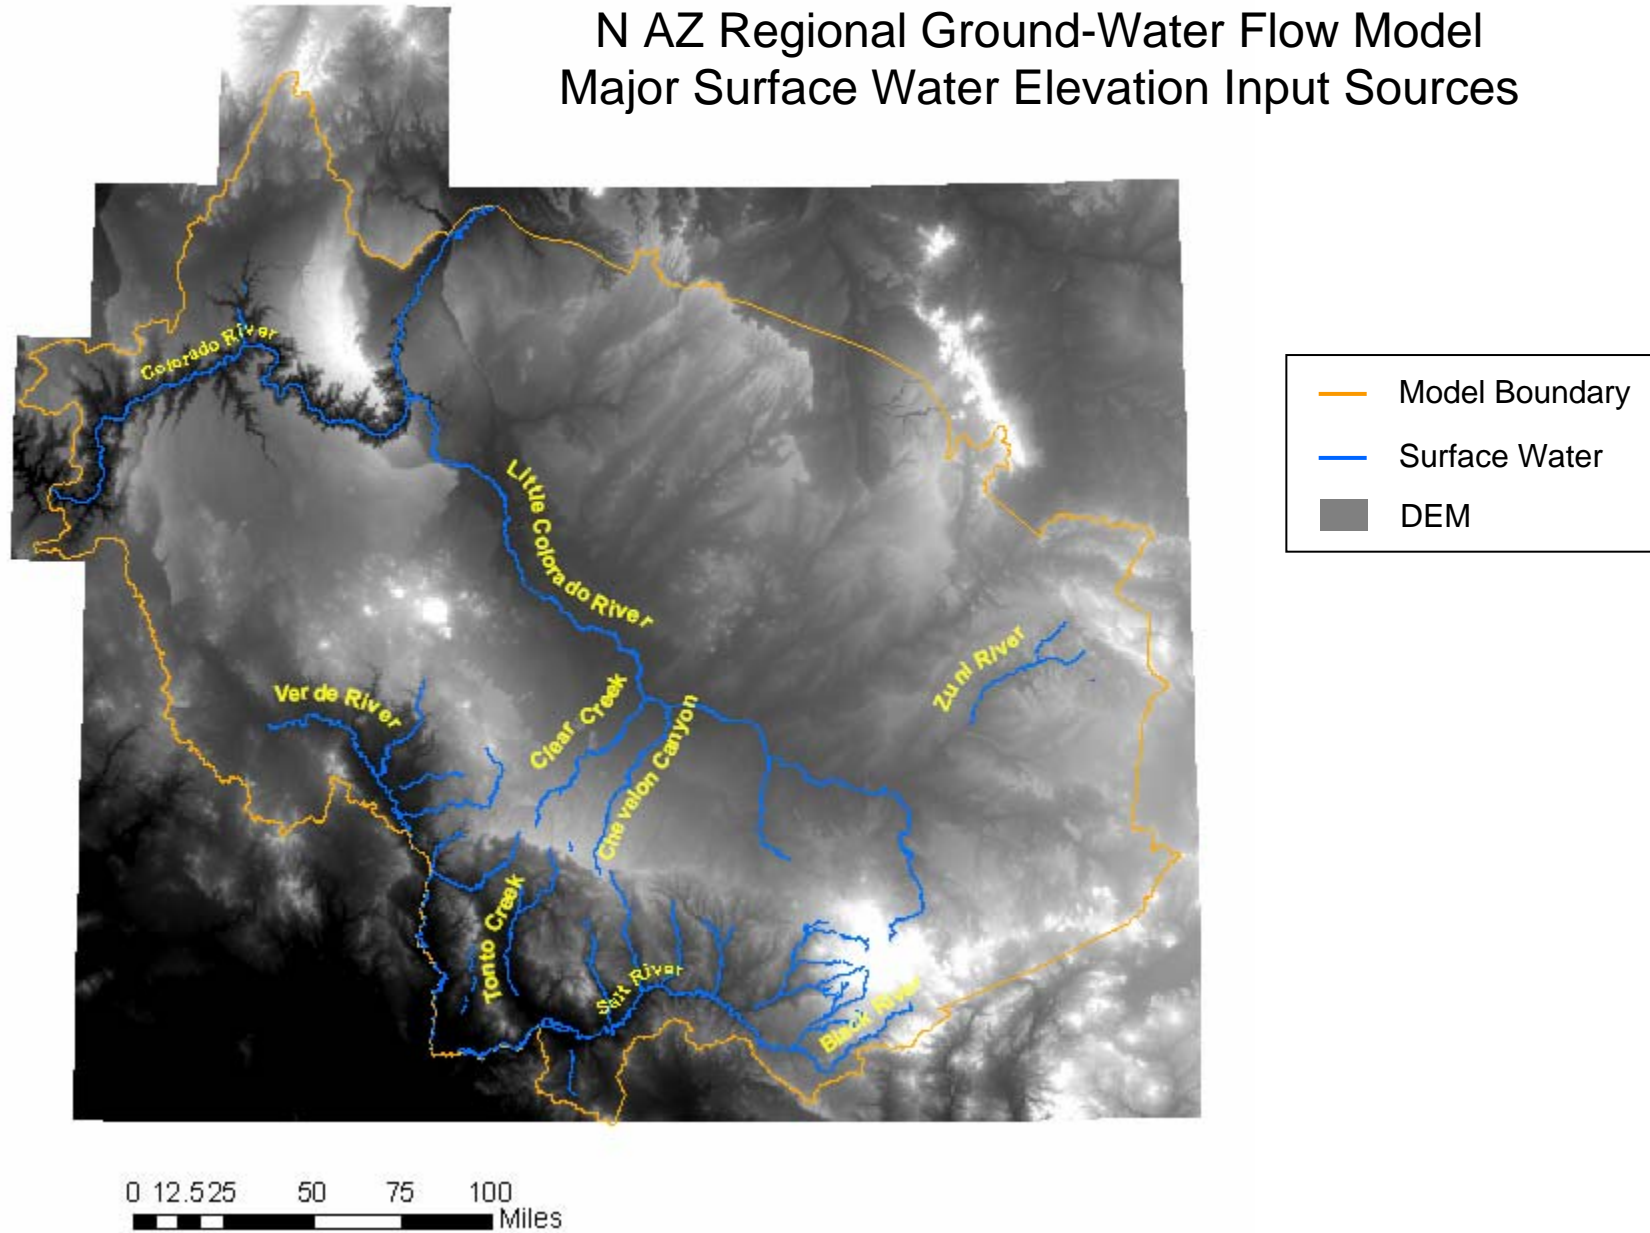 N AZ Regional Ground-Water Flow Model
Major Surface Water Elevation Input Sources
Colorado River
Model Boundary
Surface Water
DEM
Little Colorado River
Zuni River
Verde River
Clear Creek
Chevelon Canyon
Tonto Creek
Salt River
Black River
0 12.5 25 50 75 100
Miles